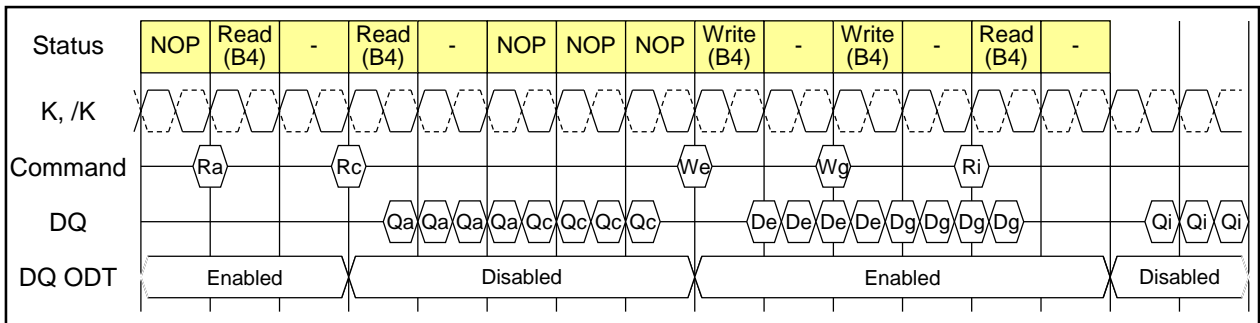 Status NOP Read (B4) - Read (B4) - NOP NOP NOP Write (B4) - Write (B4) - Read (B4) -
K, /K
Command Ra Rc We Wg Ri
DQ Qa Qa Qa Qa Qc Qc Qc Qc De De De De Dg Dg Dg Dg Qi Qi Qi
DQ ODT Enabled Disabled Enabled Disabled